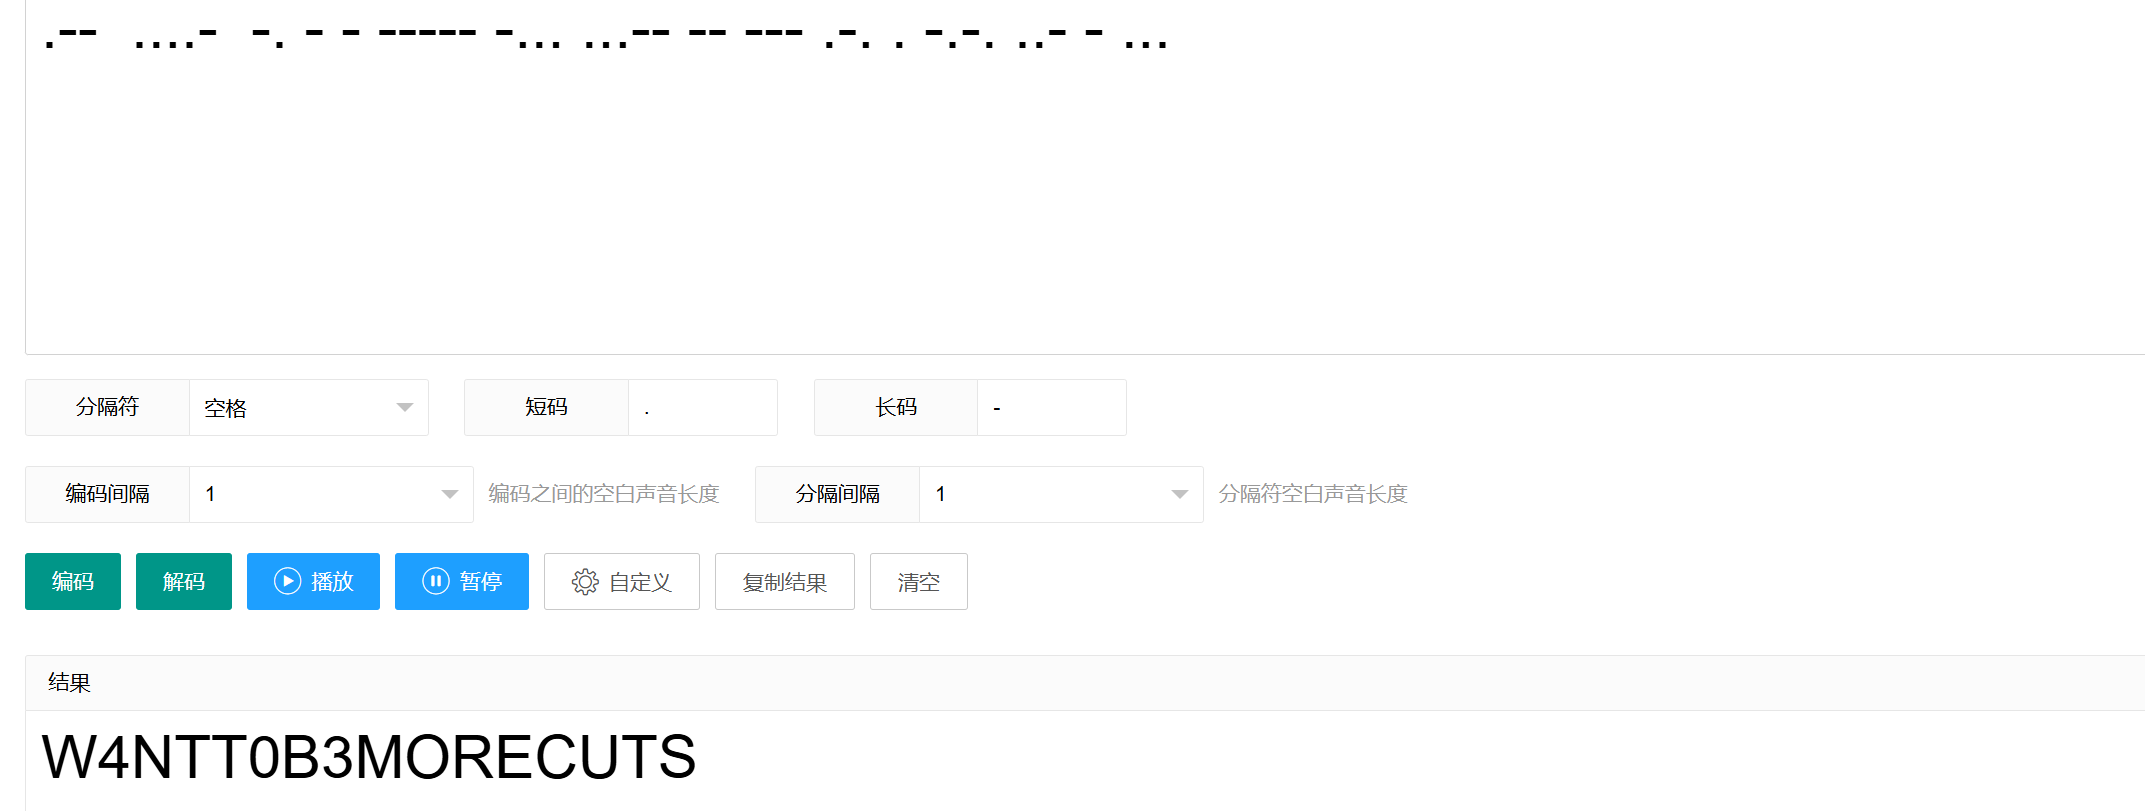 .-- ....- -. - - ----- -... ...-- -- --- .-. . -.-. ..- - ...
分隔符 空格 短码 . 长码 -
编码间隔 1 编码之间的空白声音长度 分隔间隔 1 分隔符空白声音长度
编码 解码 播放 暂停 自定义 复制结果 清空
结果
W4NTT0B3MORECUTS